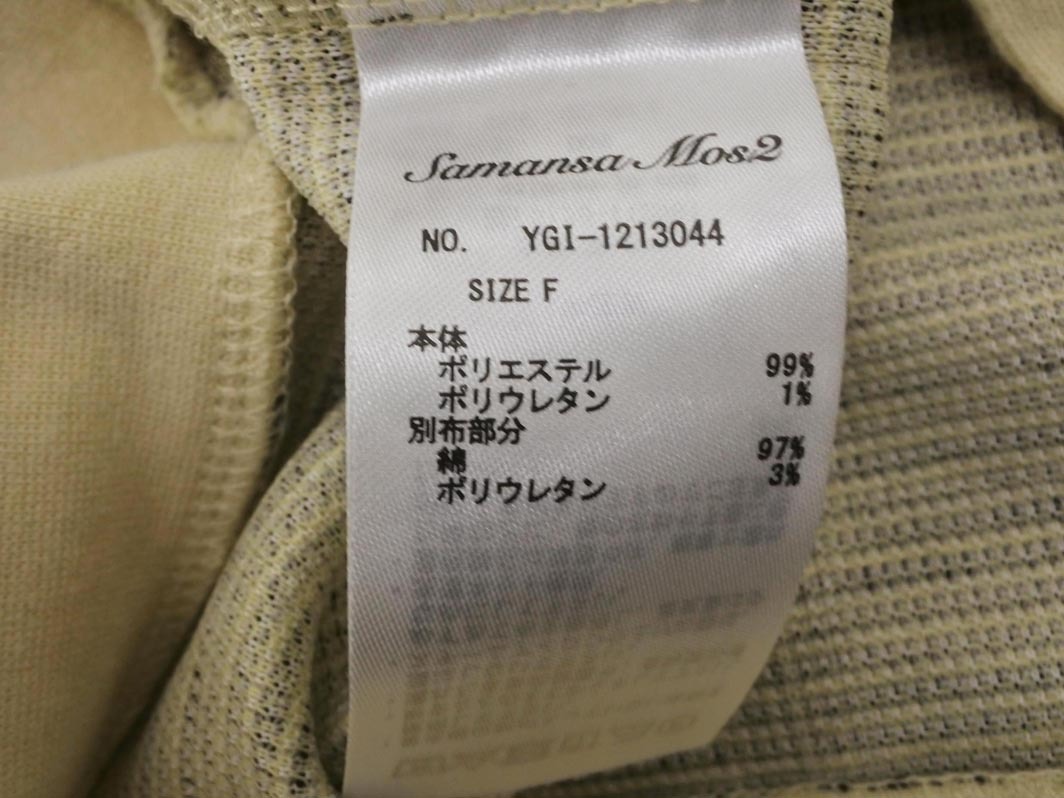 Samansa Mos2
NO. YGI-1213044
SIZE F
本体
ポリエステル 99%
ポリウレタン 1%
別布部分
綿 97%
ポリウレタン 3%